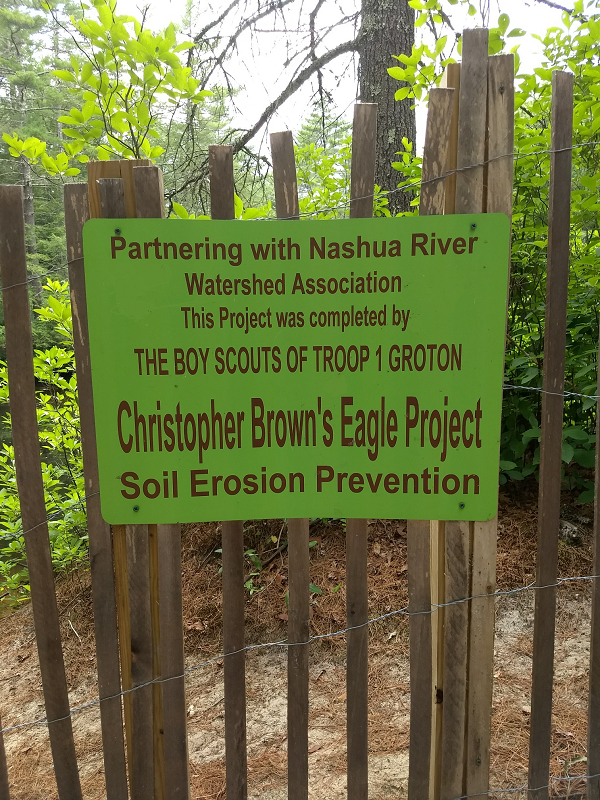 Partnering with Nashua River
Watershed Association
This Project was completed by
THE BOY SCOUTS OF TROOP 1 GROTON
Christopher Brown's Eagle Project
Soil Erosion Prevention